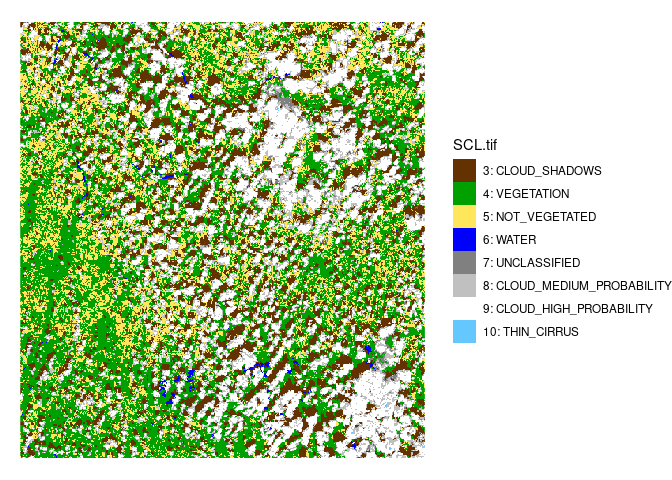 SCL.tif
3: CLOUD_SHADOWS
4: VEGETATION
5: NOT_VEGETATED
6: WATER
7: UNCLASSIFIED
8: CLOUD_MEDIUM_PROBABILITY
9: CLOUD_HIGH_PROBABILITY
10: THIN_CIRRUS